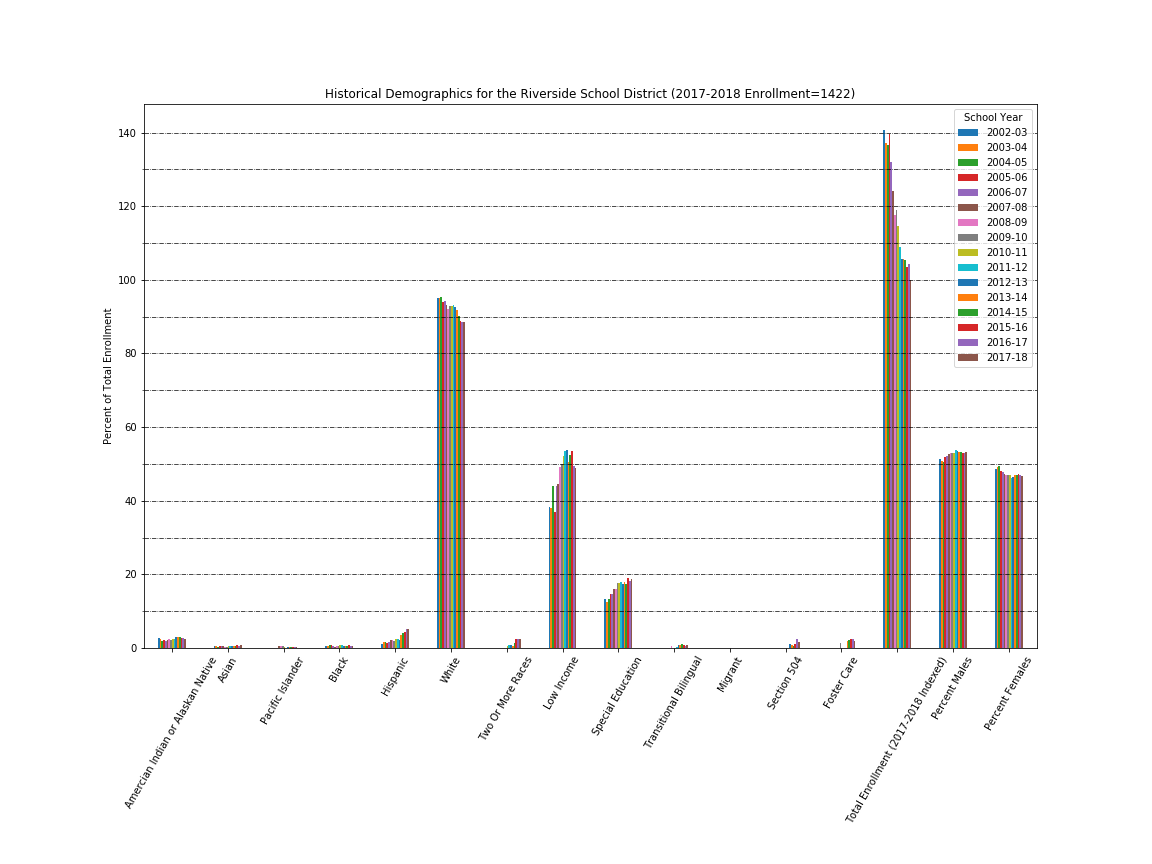 Historical Demographics for the Riverside School District (2017-2018 Enrollment=1422)
Percent of Total Enrollment
140
120
100
80
60
40
20
0
School Year
2002-03
2003-04
2004-05
2005-06
2006-07
2007-08
2008-09
2009-10
2010-11
2011-12
2012-13
2013-14
2014-15
2015-16
2016-17
2017-18
Amercian Indian or Alaskan Native
Asian
Pacific Islander
Black
Hispanic
White
Two Or More Races
Low Income
Special Education
Transitional Bilingual
Migrant
Section 504
Foster Care
Total Enrollment (2017-2018 Indexed)
Percent Males
Percent Females